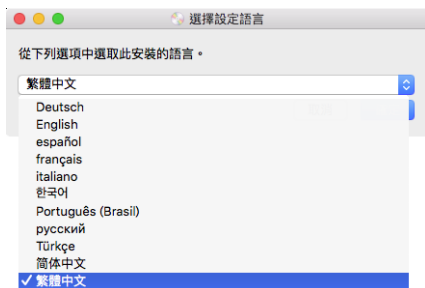 選擇設定語言
從下列選項中選取此安裝的語言。
繁體中文
Deutsch
English
español
français
italiano
한국어
Português (Brasil)
русский
Türkçe
简体中文
繁體中文